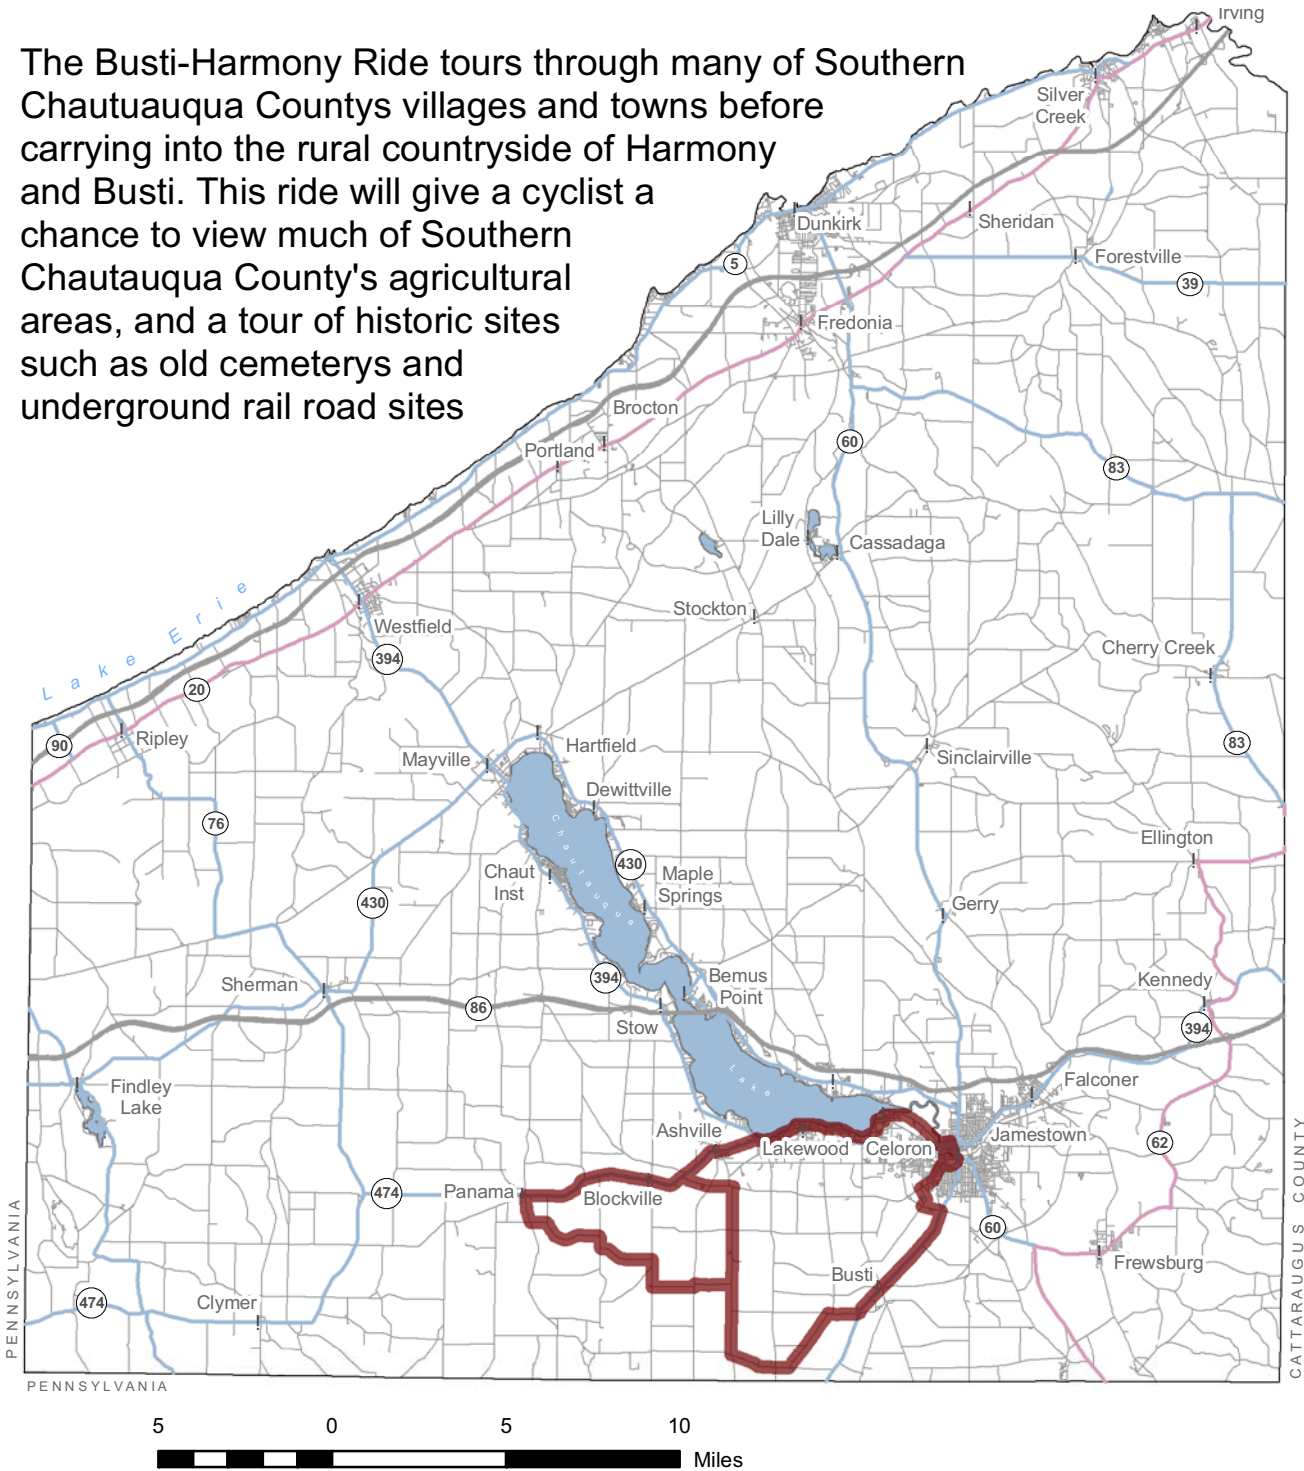 The Busti-Harmony Ride tours through many of Southern
Chautuauqua Countys villages and towns before
carrying into the rural countryside of Harmony
and Busti. This ride will give a cyclist a
chance to view much of Southern
Chautauqua County's agricultural
areas, and a tour of historic sites
such as old cemeterys and
underground rail road sites
Irving
Silver
Creek
Dunkirk
Sheridan
5
Forestville
39
Fredonia
Brocton
Portland
60
83
Lilly
Dale
Cassadaga
Lake Erie
Stockton
Westfield
394
Cherry Creek
20
90
Ripley
Hartfield
83
Mayville
Sinclairville
Dewittville
76
Chautauqua
Ellington
430
Chaut
Inst
Maple
Springs
430
Gerry
394
Bemus
Point
Sherman
Kennedy
86
Stow
394
Lake
Findley
Lake
Falconer
Ashville
Jamestown
Lakewood
Celoron
62
474
Panama
Blockville
60
Frewsburg
Busti
474
Clymer
PENNSYLVANIA
CATTARAUGUS COUNTY
PENNSYLVANIA
5 0 5 10
Miles